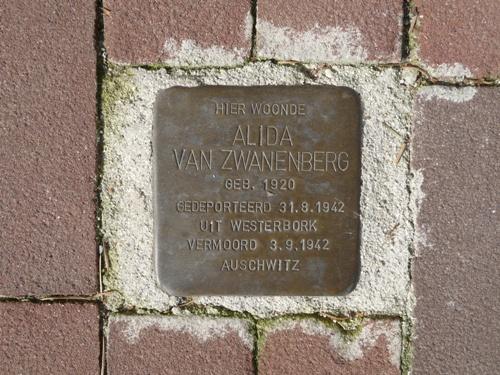 HIER WOONDE
ALIDA
VAN ZWANENBERG
GEB. 1920
GEDEPORTEERD 31.8.1942
UIT WESTERBORK
VERMOORD 3.9.1942
AUSCHWITZ